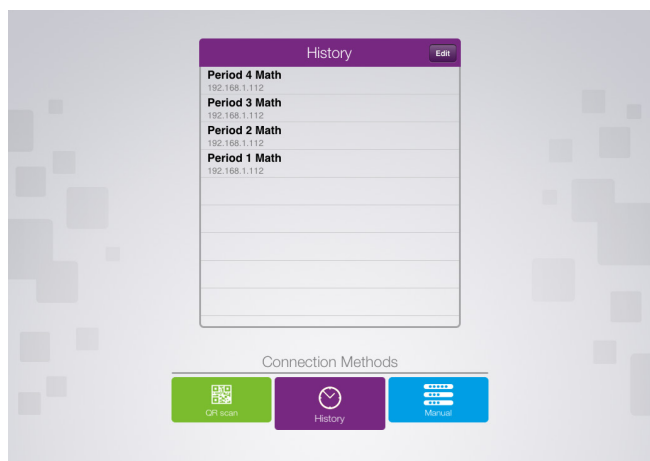 History
Edit
Period 4 Math
192.168.1.112
Period 3 Math
192.168.1.112
Period 2 Math
192.168.1.112
Period 1 Math
192.168.1.112
Connection Methods
QR scan
History
Manual